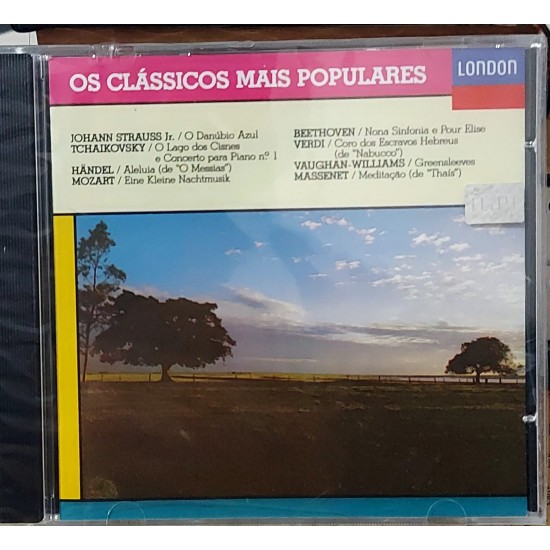 OS CLÁSSICOS MAIS POPULARES
LONDON
JOHANN STRAUSS Jr. / O Danúbio Azul
TCHAIKOVSKY / O Lago dos Cisnes
e Concerto para Piano nº 1
HÄNDEL / Aleluia (de "O Messias")
MOZART / Eine Kleine Nachtmusik
BEETHOVEN / Nona Sinfonia e Pour Elise
VERDI / Coro dos Escravos Hebreus
(de "Nabucco")
VAUGHAN-WILLIAMS / Greensleeves
MASSENET / Meditação (de "Thaís")